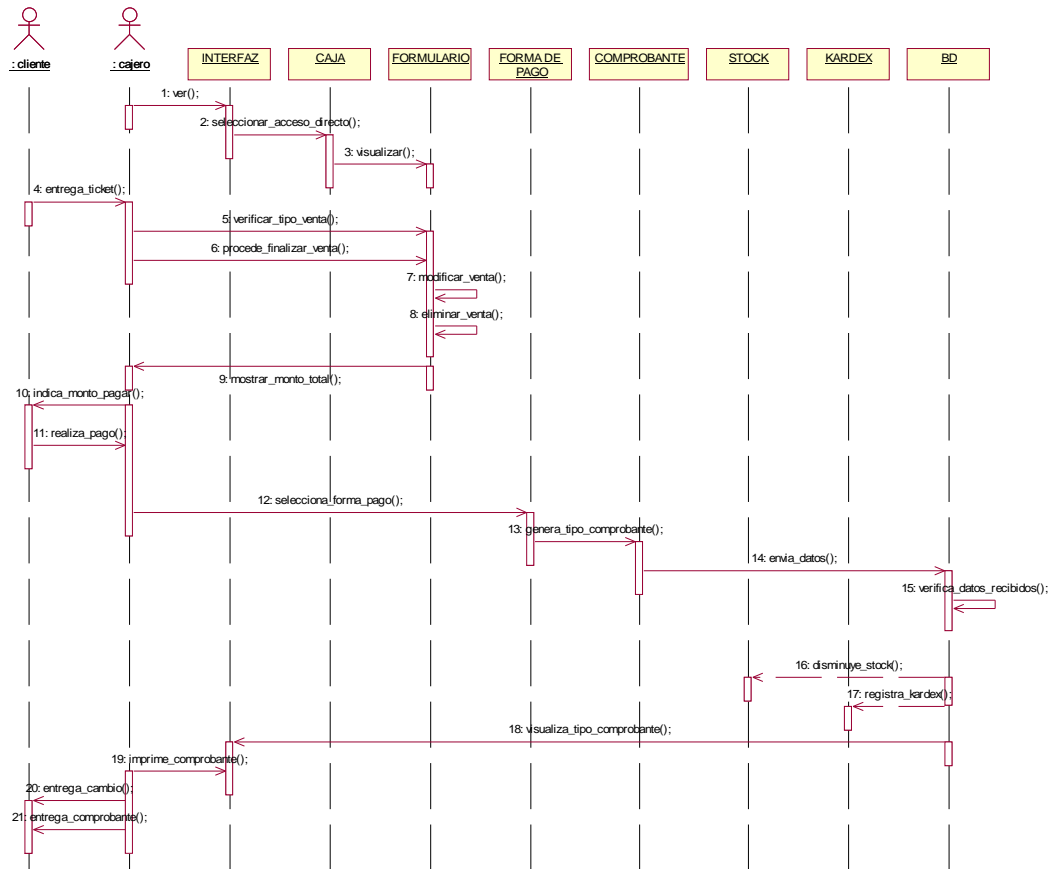 : cliente
: cajero
INTERFAZ
CAJA
FORMULARIO
FORMA DE
PAGO
COMPROBANTE
STOCK
KARDEX
BD
1: ver();
2: seleccionar_acceso_directo();
3: visualizar();
4: entrega_ticket();
5: verificar_tipo_venta();
6: procede_finalizar_venta();
7: modificar_venta();
8: eliminar_venta();
9: mostrar_monto_total();
10: indica_monto_pagar();
11: realiza_pago();
12: selecciona_forma_pago();
13: genera_tipo_comprobante();
14: envia_datos();
15: verifica_datos_recibidos();
16: disminuye_stock();
17: registra_kardex();
18: visualiza_tipo_comprobante();
19: imprime_comprobante();
20: entrega_cambio();
21: entrega_comprobante();